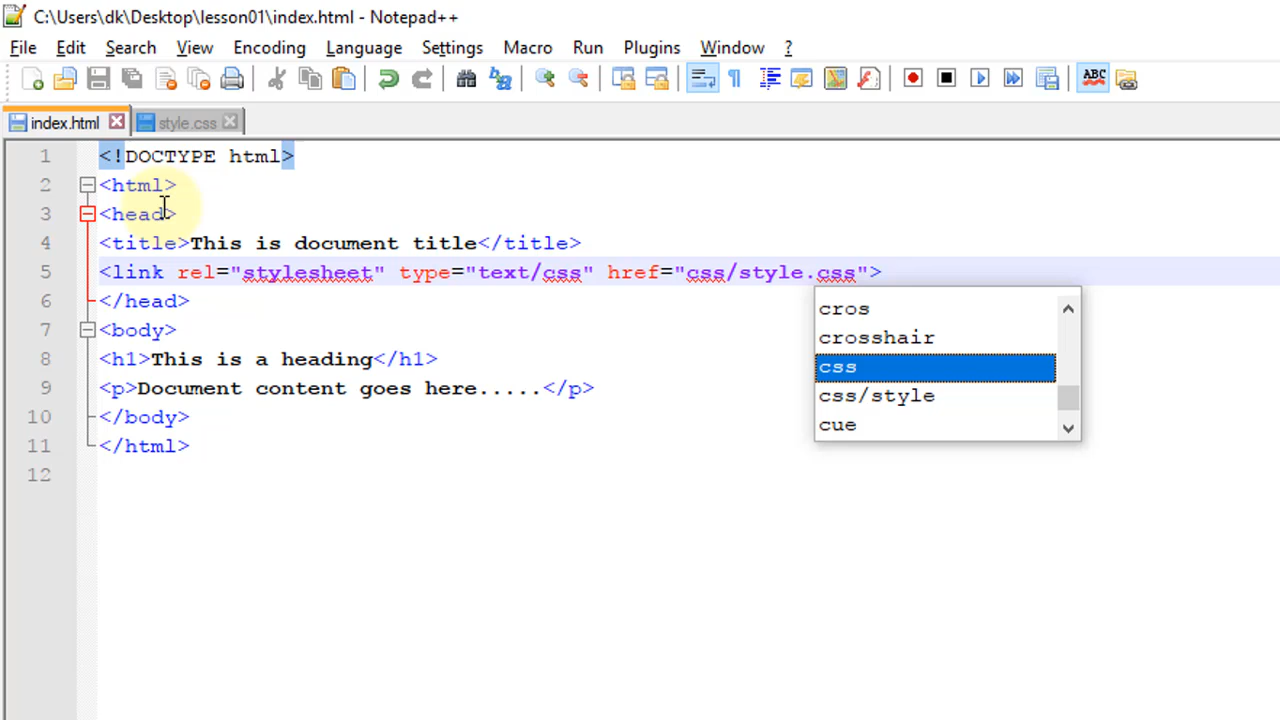 C:\Users\dk\Desktop\lesson01\index.html - Notepad++
File Edit Search View Encoding Language Settings Macro Run Plugins Window ?
ABC
index.html style.css
1 <!DOCTYPE html>
2 <html>
3 <head>
4 <title>This is document title</title>
5 <link rel="stylesheet" type="text/css" href="css/style.css">
6 </head>
7 <body>
8 <h1>This is a heading</h1>
9 <p>Document content goes here.....</p>
10 </body>
11 </html>
12
cros
crosshair
css
css/style
cue